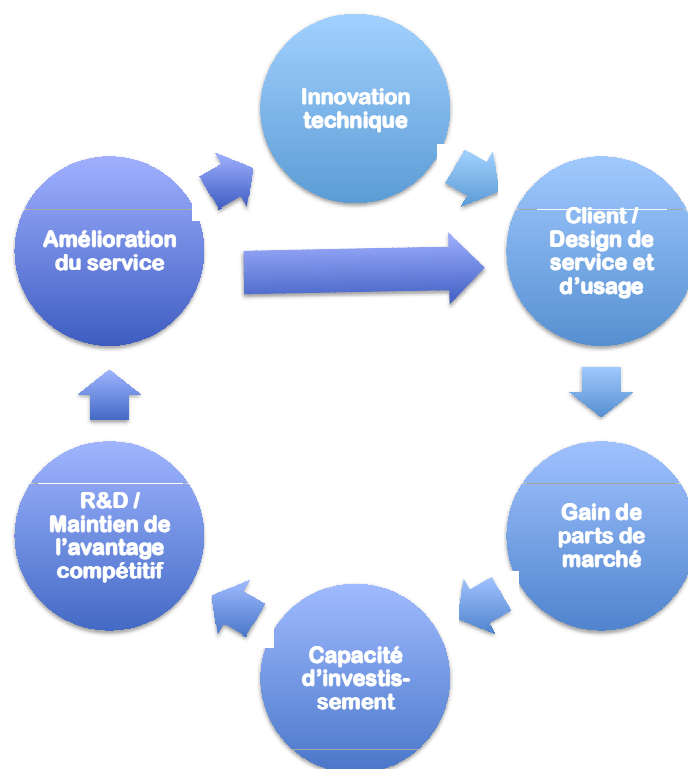 Innovation
technique
Client /
Design de
service et
d'usage
Gain de
parts de
marché
Capacité
d'investis-
sement
R&D /
Maintien de
l'avantage
compétitif
Amélioration
du service